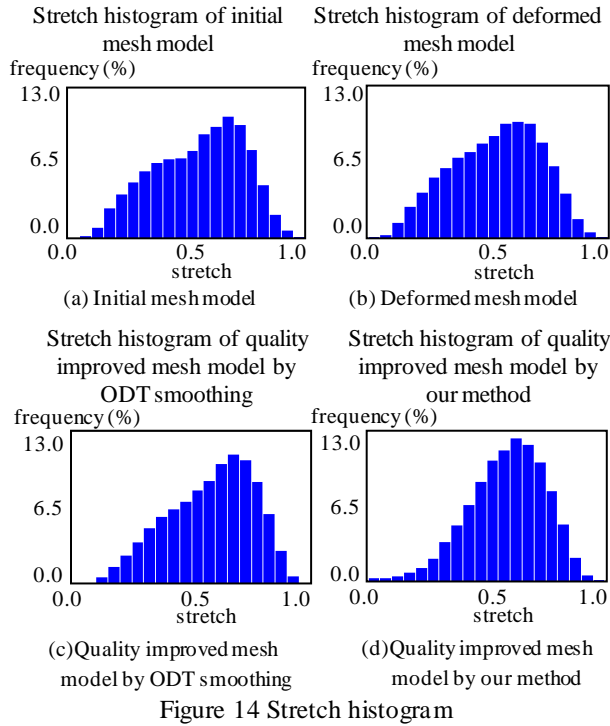 Stretch histogram of initial
mesh model
frequency (%)
13.0
6.5
0.0
0.0
0.5
1.0
stretch
(a) Initial mesh model
Stretch histogram of deformed
mesh model
frequency (%)
13.0
6.5
0.0
0.0
0.5
1.0
stretch
(b) Deformed mesh model
Stretch histogram of quality
improved mesh model by
ODT smoothing
frequency (%)
13.0
6.5
0.0
0.0
0.5
1.0
stretch
(c)Quality improved mesh
model by ODT smoothing
Stretch histogram of quality
improved mesh model by
our method
frequency (%)
13.0
6.5
0.0
0.0
0.5
1.0
stretch
(d)Quality improved mesh
model by our method
Figure 14 Stretch histogram